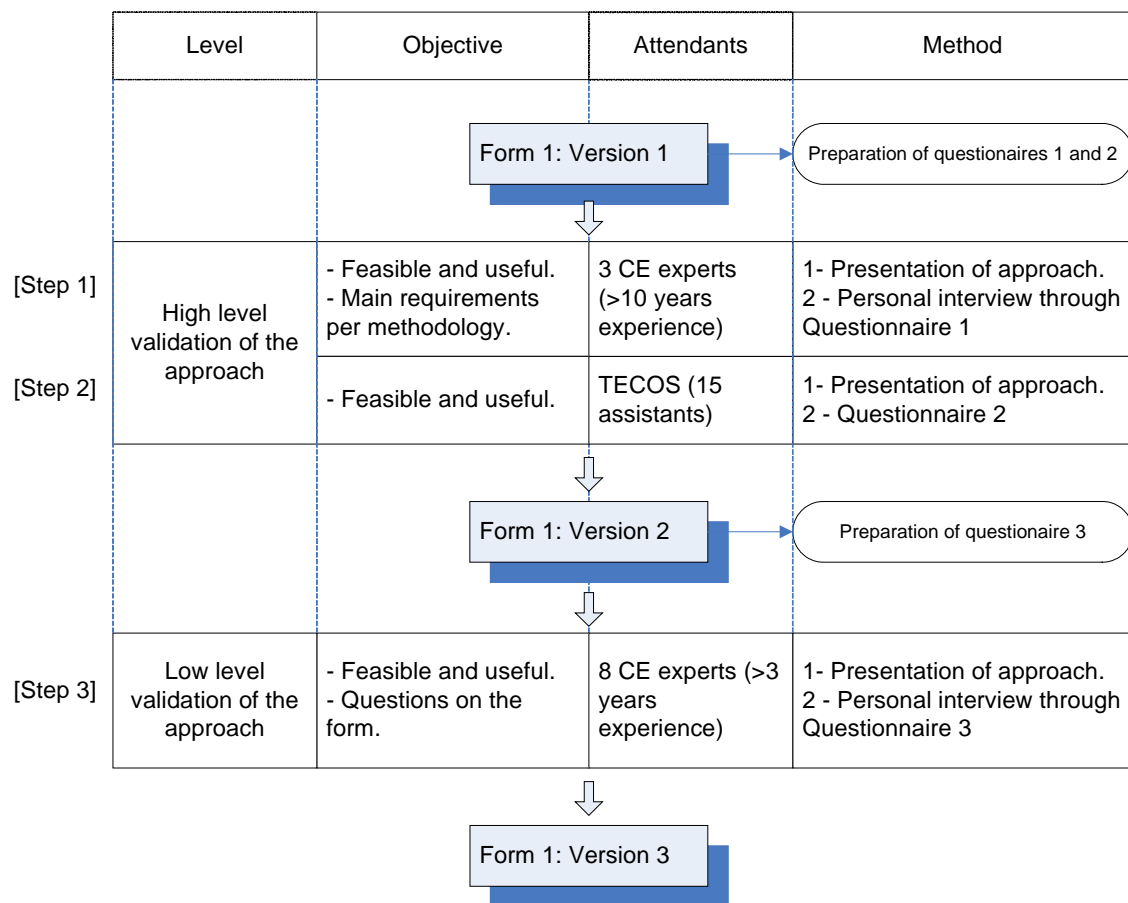 Level
Objective
Attendants
Method
Form 1: Version 1
Preparation of questionaires 1 and 2
[Step 1]
High level
validation of the
approach
- Feasible and useful.
- Main requirements
per methodology.
3 CE experts
(>10 years
experience)
1- Presentation of approach.
2 - Personal interview through
Questionnaire 1
[Step 2]
- Feasible and useful.
TECOS (15
assistants)
1- Presentation of approach.
2 - Questionnaire 2
Form 1: Version 2
Preparation of questionaire 3
[Step 3]
Low level
validation of the
approach
- Feasible and useful.
- Questions on the
form.
8 CE experts (>3
years
experience)
1- Presentation of approach.
2 - Personal interview through
Questionnaire 3
Form 1: Version 3